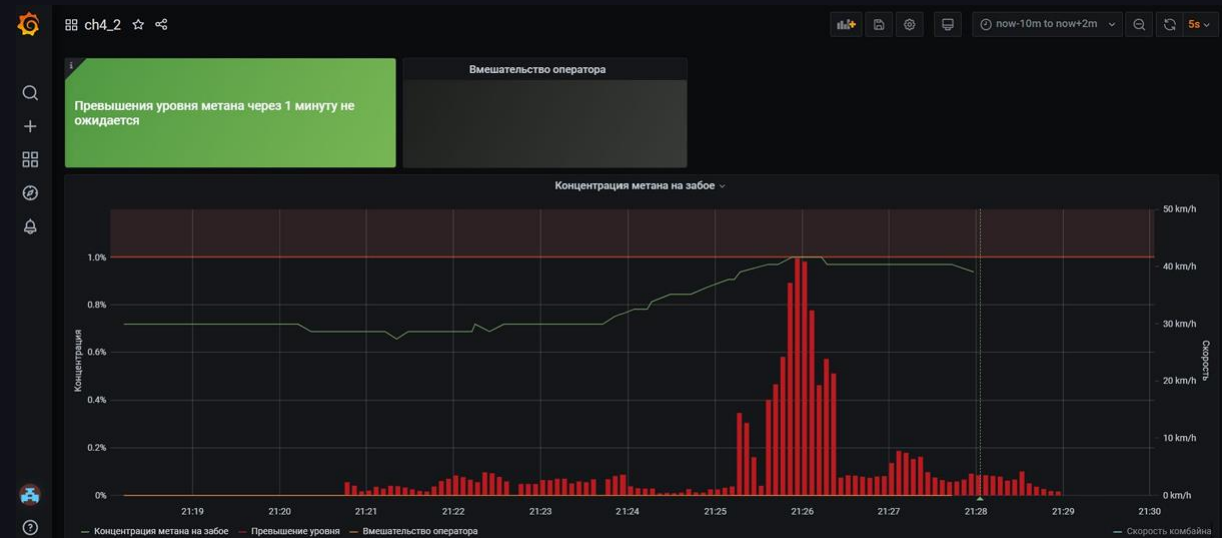 ch4_2
now-10m to now+2m
5s
i
Превышения уровня метана через 1 минуту не
ожидается
Вмешательство оператора
Концентрация метана на забое
50 km/h
1.0%
40 km/h
0.8%
30 km/h
Концентрация
0.6%
Скорость
20 km/h
0.4%
10 km/h
0.2%
0%
0 km/h
21:19
21:20
21:21
21:22
21:23
21:24
21:25
21:26
21:27
21:28
21:29
21:30
Концентрация метана на забое
Превышение уровня
Вмешательство оператора
Скорость комбайна
?